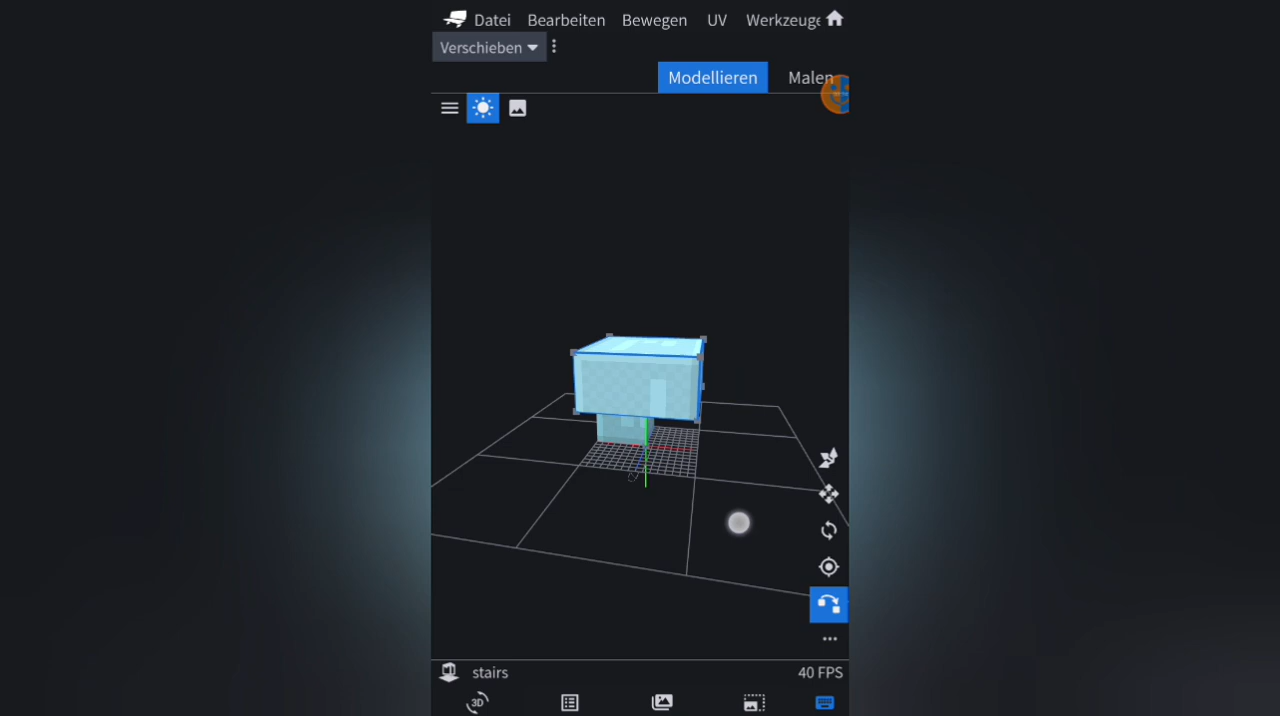 Datei Bearbeiten Bewegen UV Werkzeuge
Verschieben
Modellieren Malen
stairs 40 FPS
3D